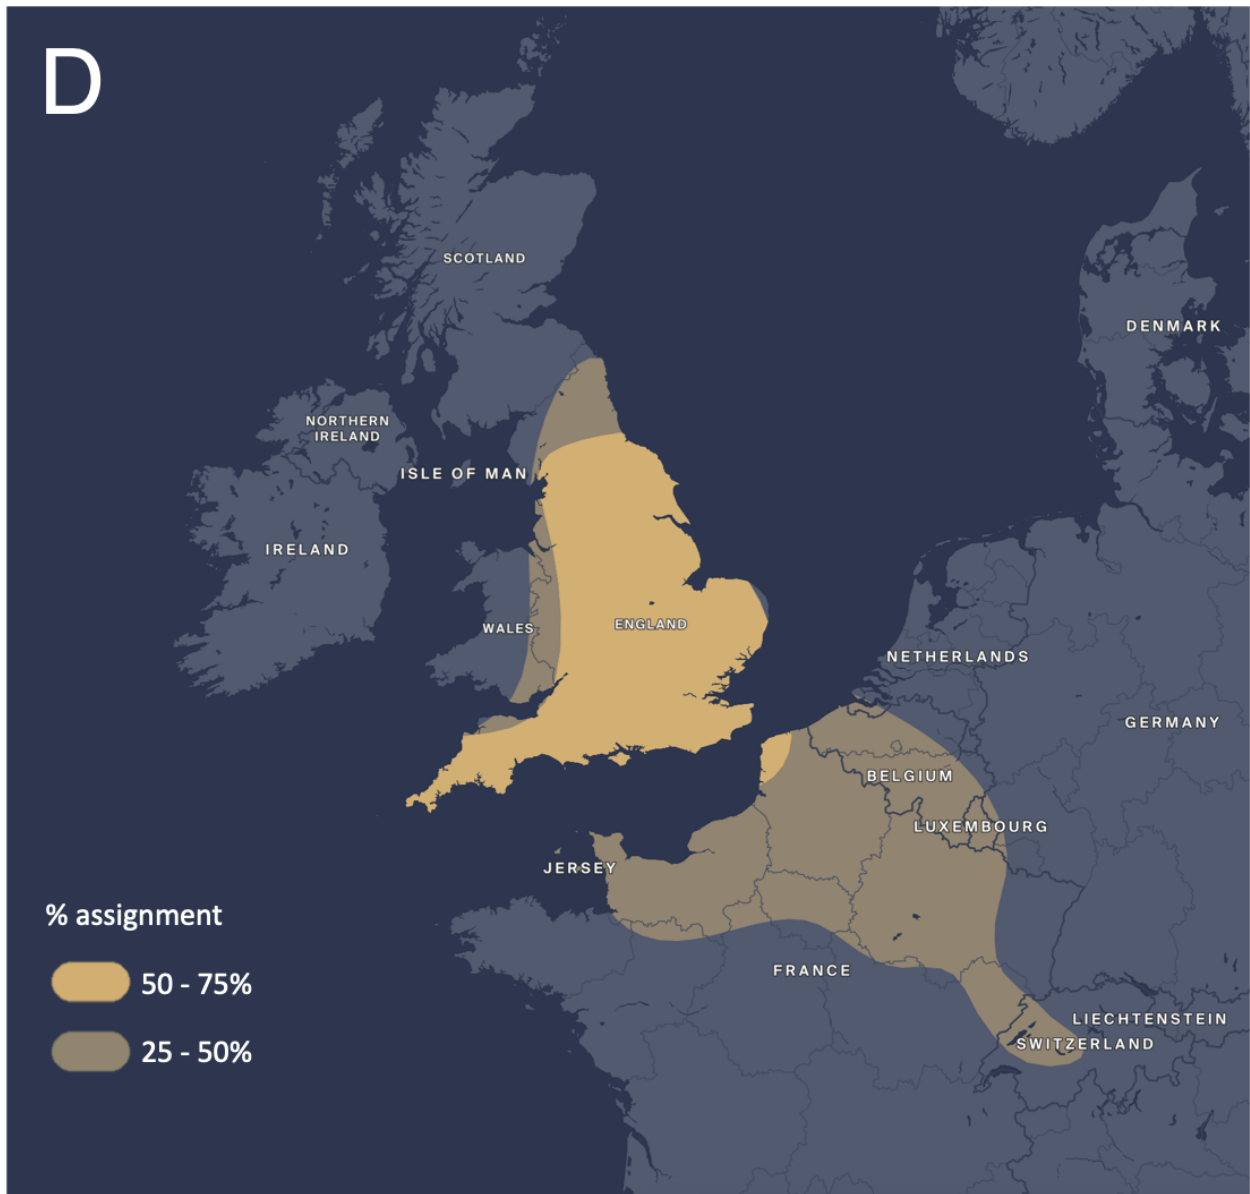 D
SCOTLAND
DENMARK
NORTHERN
IRELAND
ISLE OF MAN
IRELAND
WALES
ENGLAND
NETHERLANDS
GERMANY
BELGIUM
LUXEMBOURG
JERSEY
% assignment
50 - 75%
25 - 50%
FRANCE
LIECHTENSTEIN
SWITZERLAND